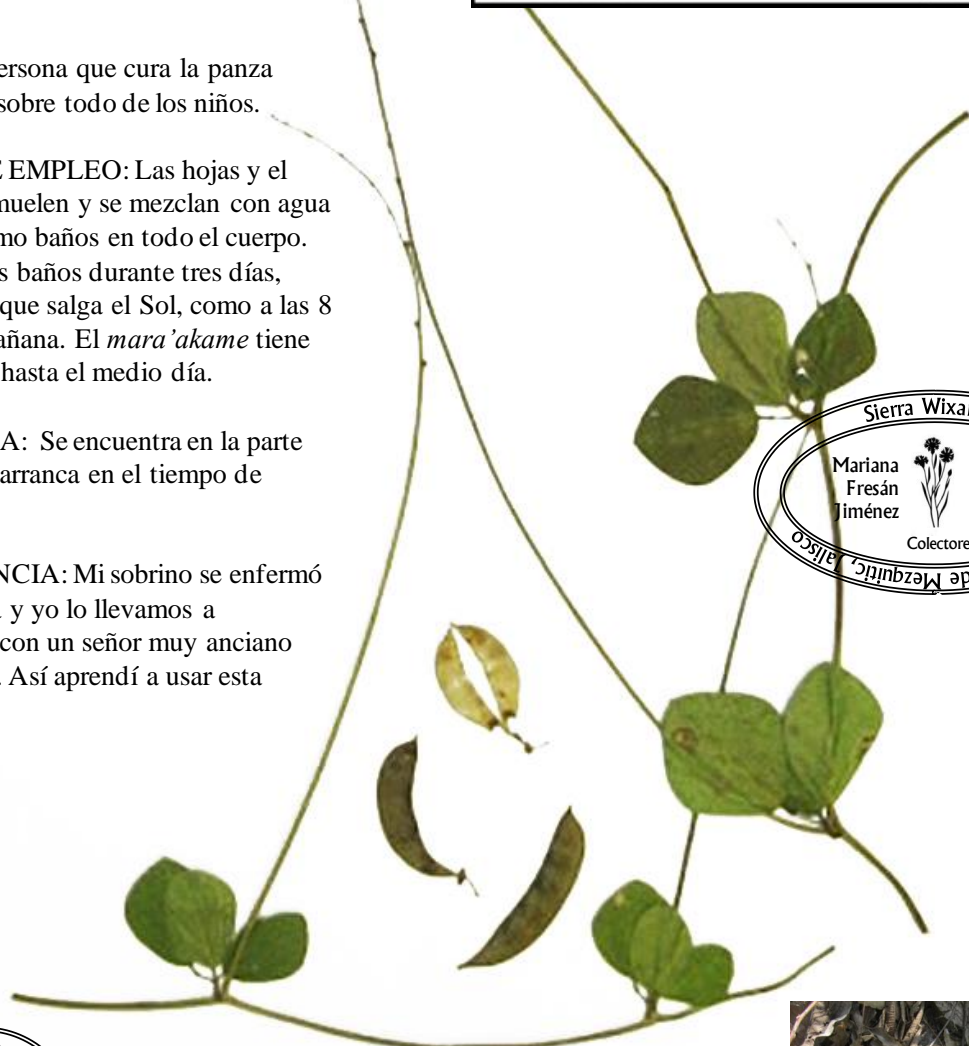 ersona que cura la panza
sobre todo de los niños.
EMPLEO: Las hojas y el
muelen y se mezclan con agua
mo baños en todo el cuerpo.
s baños durante tres días,
que salga el Sol, como a las 8
añana. El mara’akame tiene
hasta el medio día.
A: Se encuentra en la parte
arranca en el tiempo de
NCIA: Mi sobrino se enfermó
y yo lo llevamos a
con un señor muy anciano
. Así aprendí a usar esta
Sierra Wixa
Mariana
Fresán
Jiménez
Colectore
de Mezquitic, Jalisco